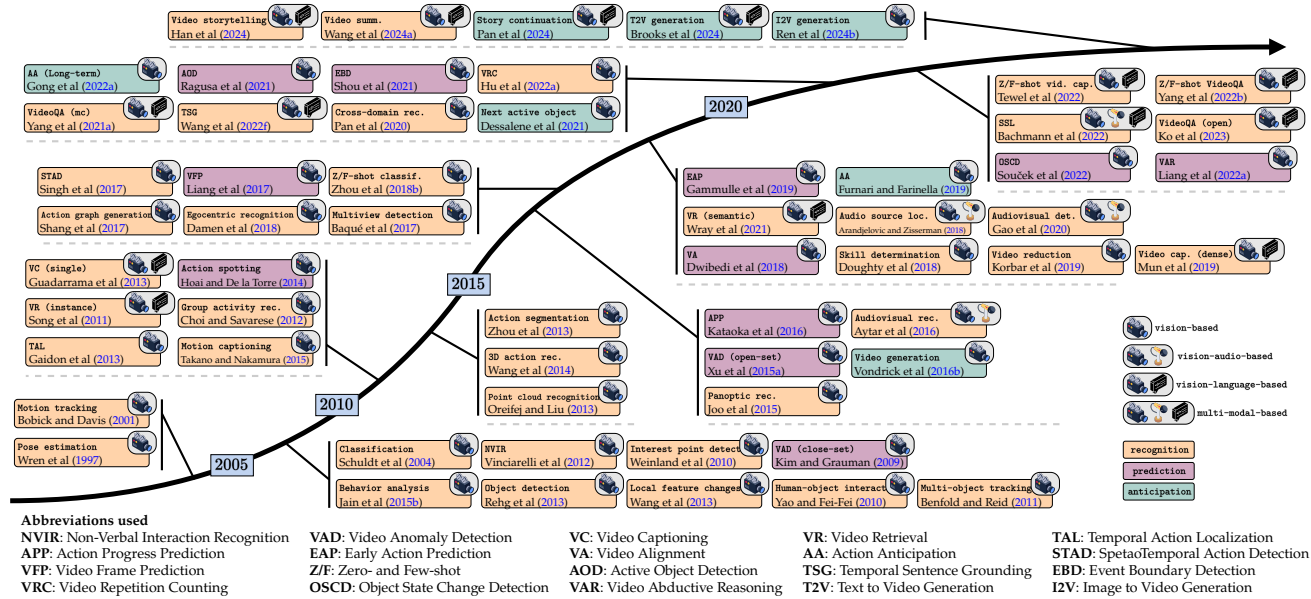 Video storytelling
Han et al (2024)
Video summ.
Wang et al (2024a)
Story continuation
Pan et al (2024)
T2V generation
Brooks et al (2024)
I2V generation
Ren et al (2024b)
AA (Long-term)
Gong et al (2022a)
AOD
Ragusa et al (2021)
EBD
Shou et al (2021)
VRC
Hu et al (2022a)
VideoQA (mc)
Yang et al (2021a)
TSG
Wang et al (2022f)
Cross-domain rec.
Pan et al (2020)
Next active object
Dessalene et al (2021)
2020
Z/F-shot vid. cap.
Tewel et al (2022)
Z/F-shot VideoQA
Yang et al (2022b)
SSL
Bachmann et al (2022)
VideoQA (open)
Ko et al (2023)
OSCD
Souček et al (2022)
VAR
Liang et al (2022a)
STAD
Singh et al (2017)
VFP
Liang et al (2017)
Z/F-shot classif.
Zhou et al (2018b)
Action graph generation
Shang et al (2017)
Egocentric recognition
Damen et al (2018)
Multiview detection
Baqué et al (2017)
EAP
Gammulle et al (2019)
AA
Furnari and Farinella (2019)
VR (semantic)
Wray et al (2021)
Audio source loc.
Arandjelovic and Zisserman (2018)
Audiovisual det.
Gao et al (2020)
VA
Dwibedi et al (2018)
Skill determination
Doughty et al (2018)
Video reduction
Korbar et al (2019)
Video cap. (dense)
Mun et al (2019)
VC (single)
Guadarrama et al (2013)
Action spotting
Hoai and De la Torre (2014)
VR (instance)
Song et al (2011)
Group activity rec.
Choi and Savarese (2012)
TAL
Gaidon et al (2013)
Motion captioning
Takano and Nakamura (2015)
2015
Action segmentation
Zhou et al (2013)
3D action rec.
Wang et al (2014)
Point cloud recognition
Oreifej and Liu (2013)
APP
Kataoka et al (2016)
Audiovisual rec.
Aytar et al (2016)
VAD (open-set)
Xu et al (2015a)
Video generation
Vondrick et al (2016b)
Panoptic rec.
Joo et al (2015)
vision-based
vision-audio-based
vision-language-based
multi-modal-based
recognition
prediction
anticipation
2010
Motion tracking
Bobick and Davis (2001)
Pose estimation
Wren et al (1997)
2005
Classification
Schuldt et al (2004)
NVIR
Vinciarelli et al (2012)
Interest point detect
Weinland et al (2010)
VAD (close-set)
Kim and Grauman (2009)
Behavior analysis
Jain et al (2015b)
Object detection
Rehg et al (2013)
Local feature changes
Wang et al (2013)
Human-object interact
Yao and Fei-Fei (2010)
Multi-object tracking
Benfold and Reid (2011)
Abbreviations used
NVIR: Non-Verbal Interaction Recognition
APP: Action Progress Prediction
VFP: Video Frame Prediction
VRC: Video Repetition Counting
VAD: Video Anomaly Detection
EAP: Early Action Prediction
Z/F: Zero- and Few-shot
OSCD: Object State Change Detection
VC: Video Captioning
VA: Video Alignment
AOD: Active Object Detection
VAR: Video Abductive Reasoning
VR: Video Retrieval
AA: Action Anticipation
TSG: Temporal Sentence Grounding
T2V: Text to Video Generation
TAL: Temporal Action Localization
STAD: SpetaoTemporal Action Detection
EBD: Event Boundary Detection
I2V: Image to Video Generation